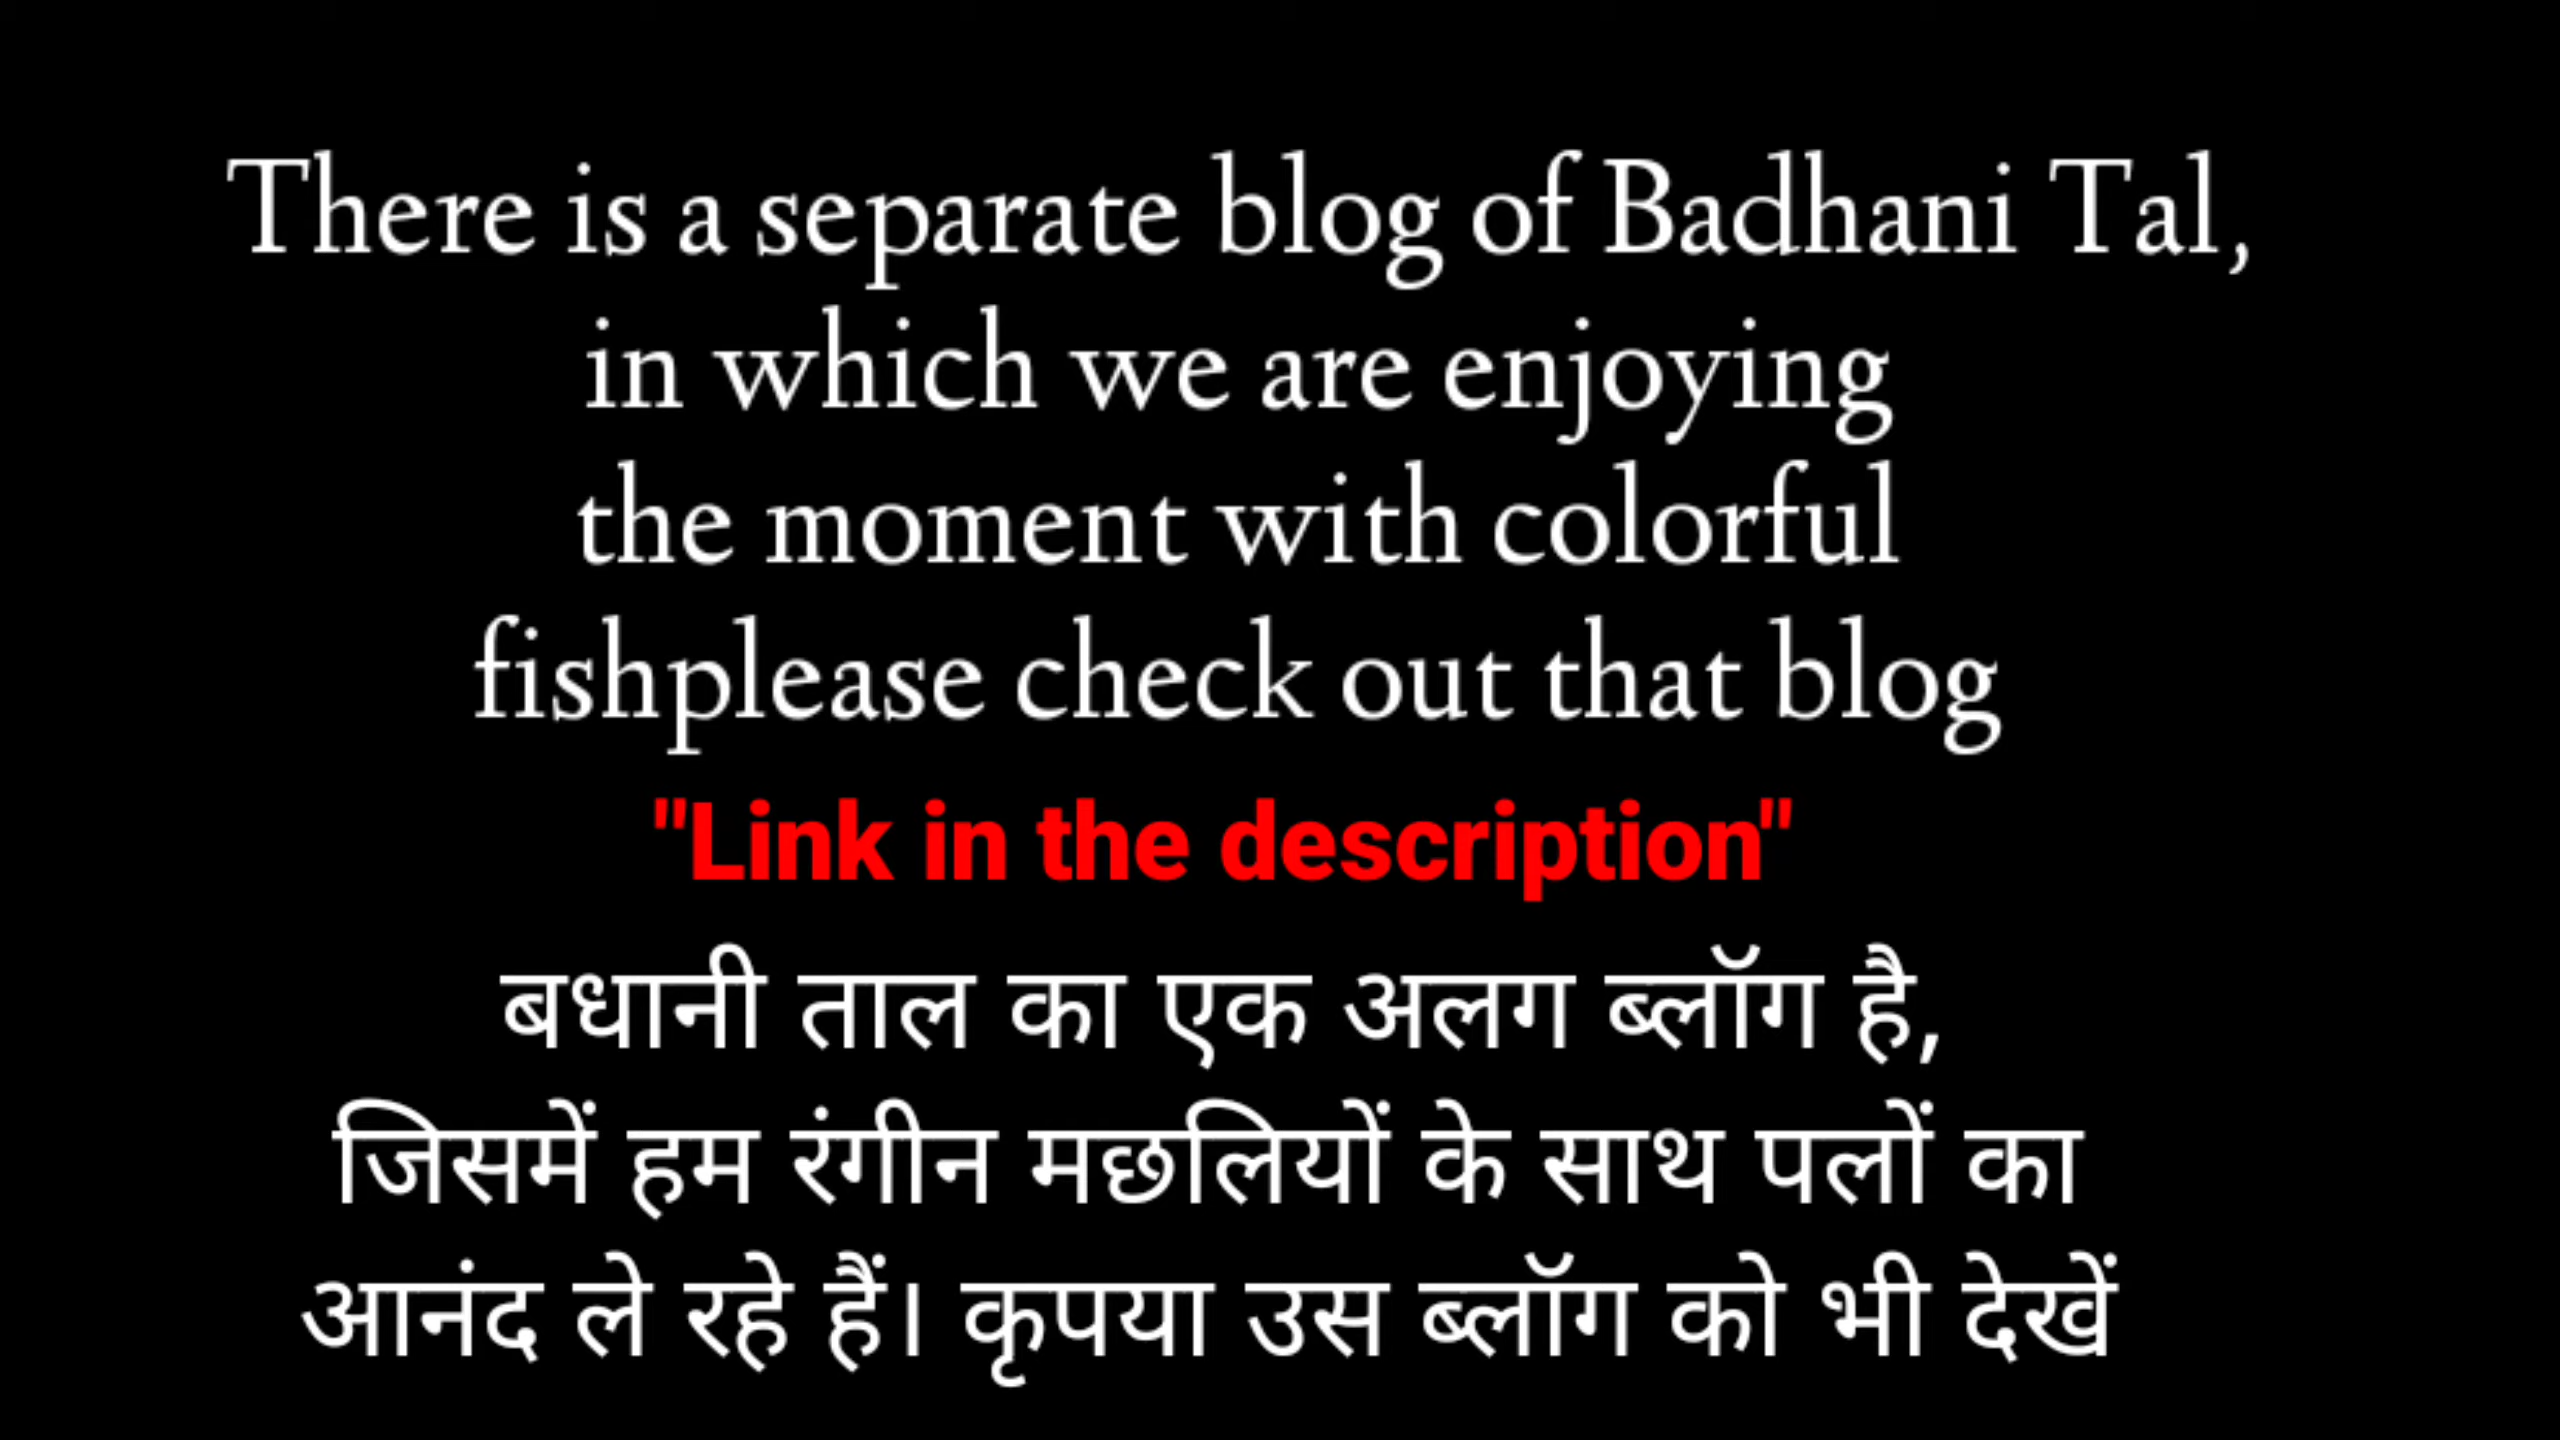 There is a separate blog of Badhani Tal,
in which we are enjoying
the moment with colorful
fishplease check out that blog
"Link in the description"
बधानी ताल का एक अलग ब्लॉग है,
जिसमें हम रंगीन मछलियों के साथ पलों का
आनंद ले रहे हैं। कृपया उस ब्लॉग को भी देखें